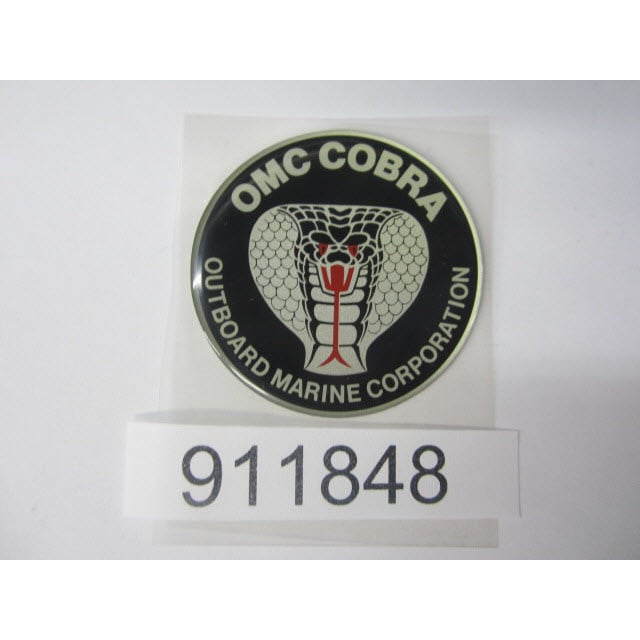 OMC COBRA
OUTBOARD MARINE CORPORATION
911848